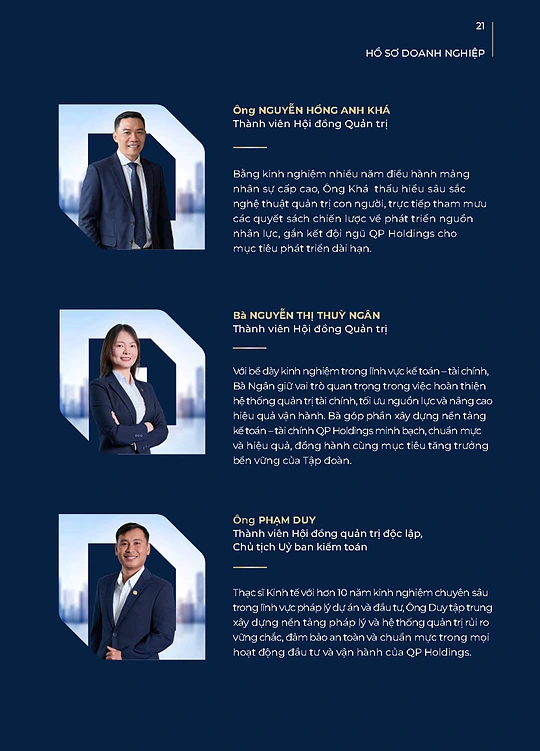 21
HỒ SƠ DOANH NGHIỆP
Ông NGUYỄN HỒNG ANH KHÁ
Thành viên Hội đồng Quản trị
Bằng kinh nghiệm nhiều năm điều hành mảng
nhân sự cấp cao, Ông Khá thấu hiểu sâu sắc
nghệ thuật quản trị con người, trực tiếp tham mưu
các quyết sách chiến lược về phát triển nguồn
nhân lực, gắn kết đội ngũ QP Holdings cho
mục tiêu phát triển dài hạn.
Bà NGUYỄN THỊ THUỲ NGÂN
Thành viên Hội đồng Quản trị
Với bề dày kinh nghiệm trong lĩnh vực kế toán – tài chính,
Bà Ngân giữ vai trò quan trọng trong việc hoàn thiện
hệ thống quản trị tài chính, tối ưu nguồn lực và nâng cao
hiệu quả vận hành. Bà góp phần xây dựng nền tảng
kế toán – tài chính QP Holdings minh bạch, chuẩn mực
và hiệu quả, đồng hành cùng mục tiêu tăng trưởng
bền vững của Tập đoàn.
Ông PHẠM DUY
Thành viên Hội đồng quản trị độc lập,
Chủ tịch Uỷ ban kiểm toán
Thạc sĩ Kinh tế với hơn 10 năm kinh nghiệm chuyên sâu
trong lĩnh vực pháp lý dự án và đầu tư, Ông Duy tập trung
xây dựng nền tảng pháp lý và hệ thống quản trị rủi ro
vững chắc, đảm bảo an toàn và chuẩn mực trong mọi
hoạt động đầu tư và vận hành của QP Holdings.